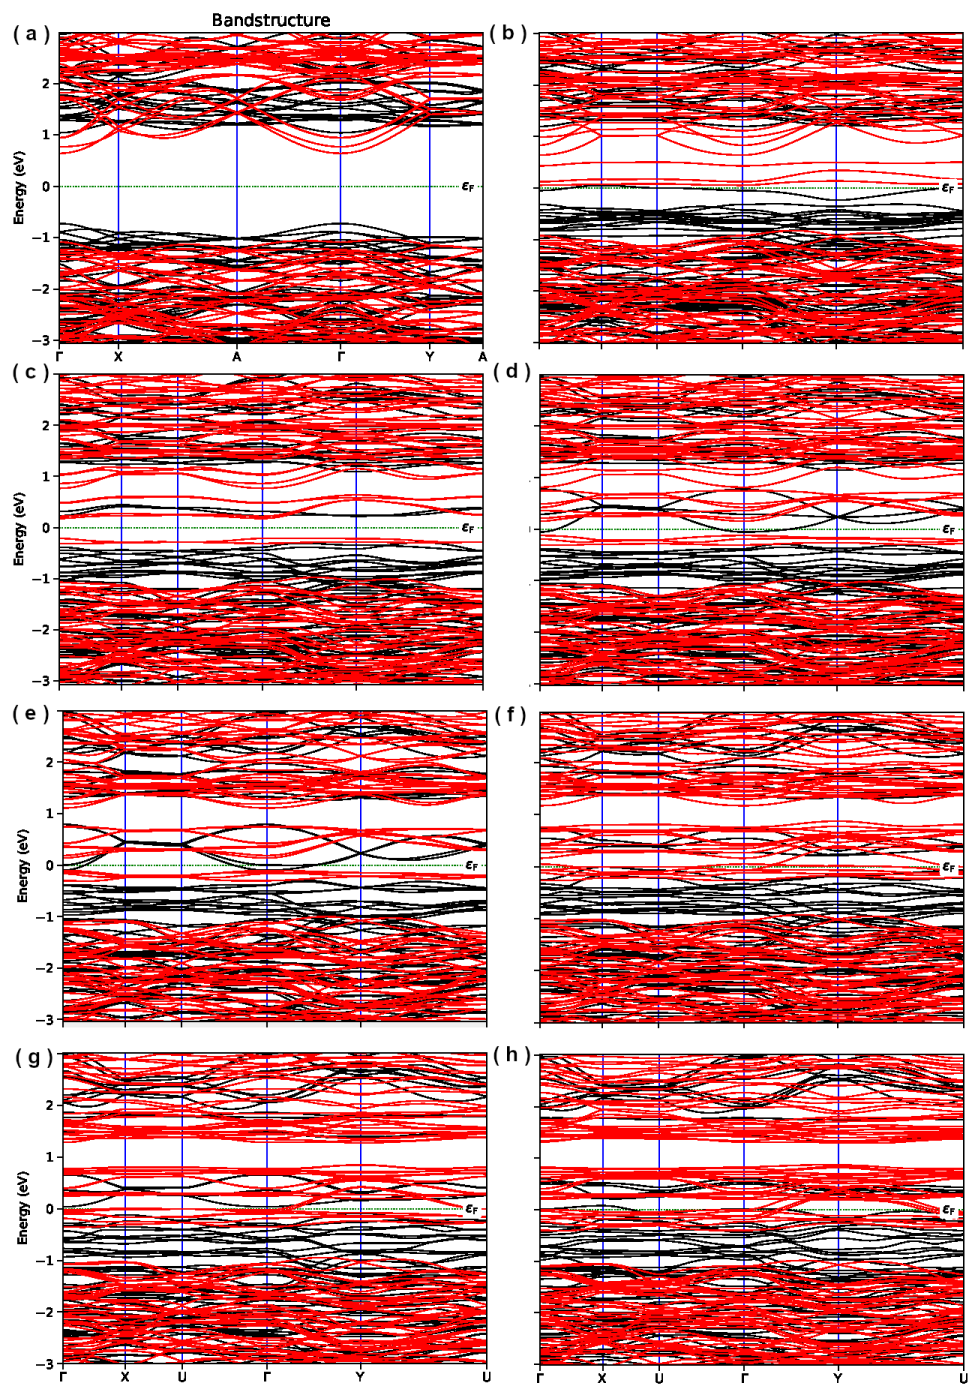 Bandstructure
( a )
( b )
Energy (eV)
2
1
0
−1
−2
−3
εF
εF
Γ X A Γ Y A
( c )
( d )
Energy (eV)
2
1
0
−1
−2
−3
εF
εF
( e )
( f )
Energy (eV)
2
1
0
−1
−2
−3
εF
εF
( g )
( h )
Energy (eV)
2
1
0
−1
−2
−3
εF
εF
Γ X U Γ Y U
Γ X U Γ Y U